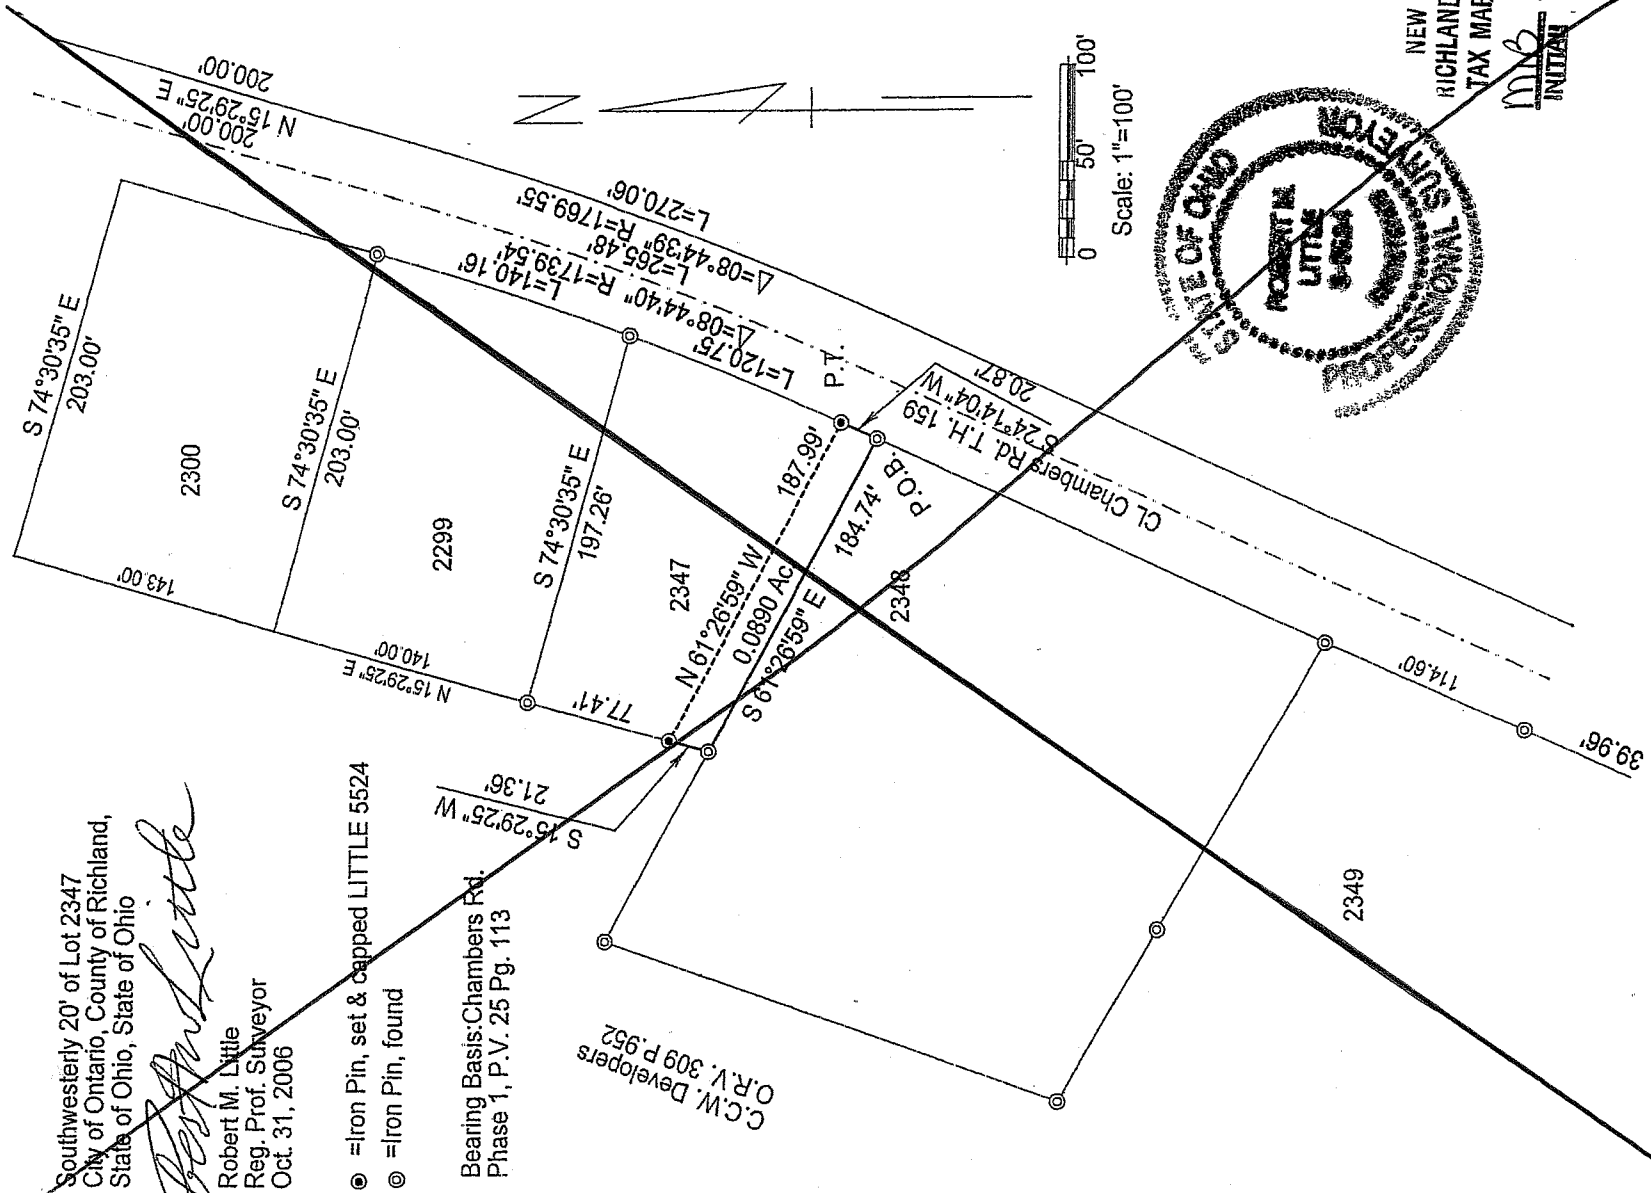 Southwesterly 20' of Lot 2347
City of Ontario, County of Richland,
State of Ohio, State of Ohio
Robert M. Little
Reg. Prof. Surveyor
Oct. 31, 2006
=Iron Pin, set & capped LITTLE 5524
=Iron Pin, found
Bearing Basis:Chambers Rd.
Phase 1, P.V. 25 Pg. 113
C.C.W. Developers
O.R.V. 309 P.952
S 74°30'35" E
203.00'
2300
143.00'
S 74°30'35" E
203.00'
2299
N 15°29'25" E
140.00'
S 74°30'35" E
197.26'
2347
77.41'
N 61°26'59" W
187.99'
0.0890 Ac
S 61°26'59" E
184.74'
S 15°29'25" W
21.36'
P.O.B.
P.T.
2348
2349
N 15°29'25" E
200.00'
200.00'
L=140.16'
L=120.75'
Δ=08°44'40" R=1739.54'
L=265.48'
Δ=08°44'39" R=1769.55'
L=270.06'
S 24°14'04" W
20.87'
CL Chambers Rd. T.H. 159
114.60'
39.96'
N
0 50' 100'
Scale: 1"=100'
STATE OF OHIO
ROBERT M.
LITTLE
PROFESSIONAL SURVEYOR
NEW
RICHLAND
TAX MAP
INITIAL